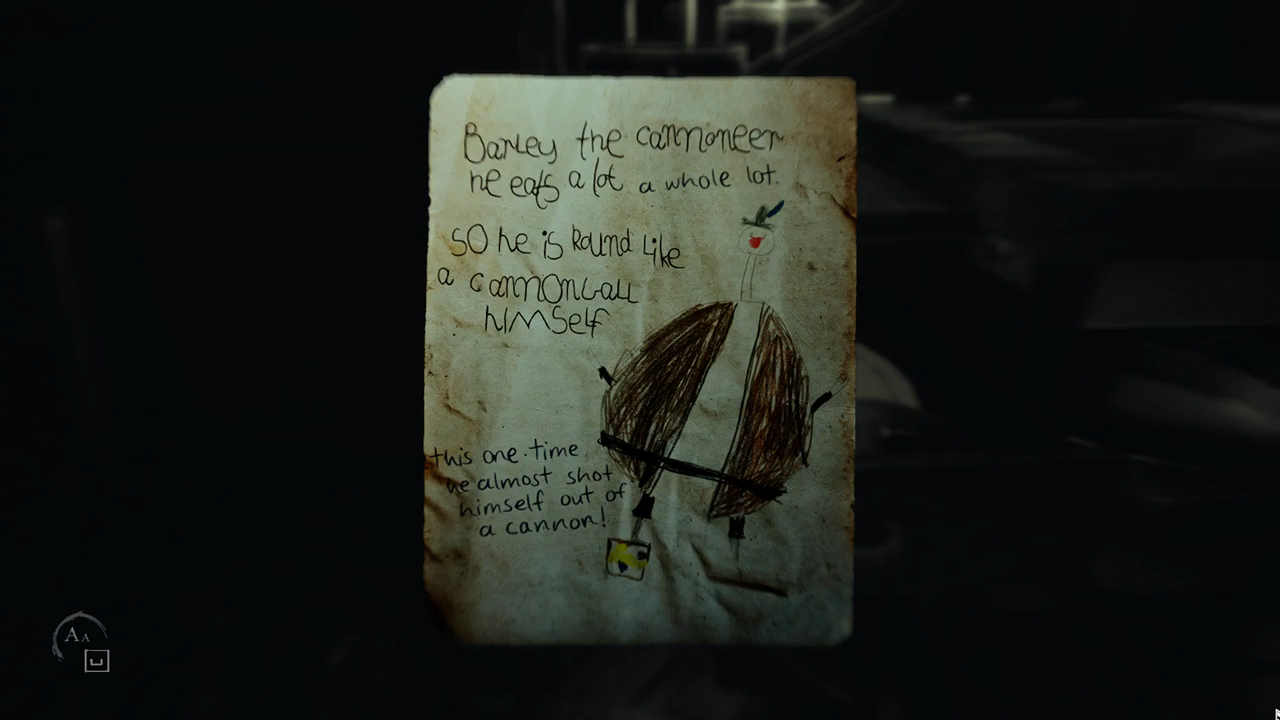 Barley the cannoneer
he eats a lot a whole lot.
SO he is Round Like
a cannonball
himself
this one time
he almost shot
himself out of
a cannon!
AA